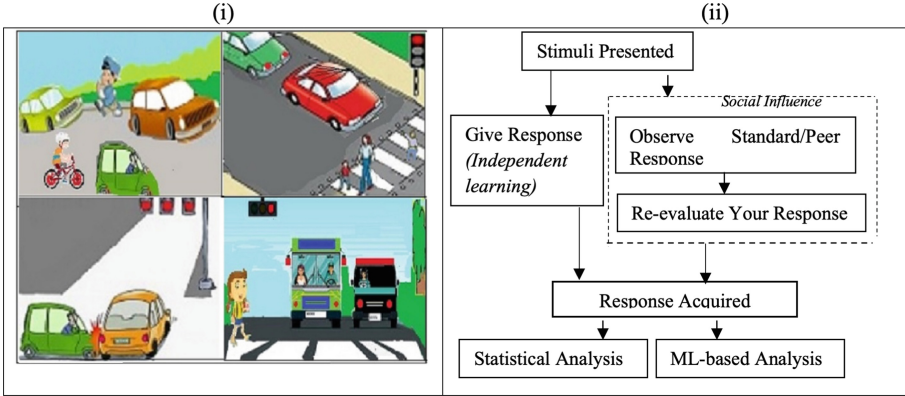 (i)
(ii)
Stimuli Presented
Social Influence
Give Response
(Independent
learning)
Observe Standard/Peer
Response
Re-evaluate Your Response
Response Acquired
Statistical Analysis
ML-based Analysis